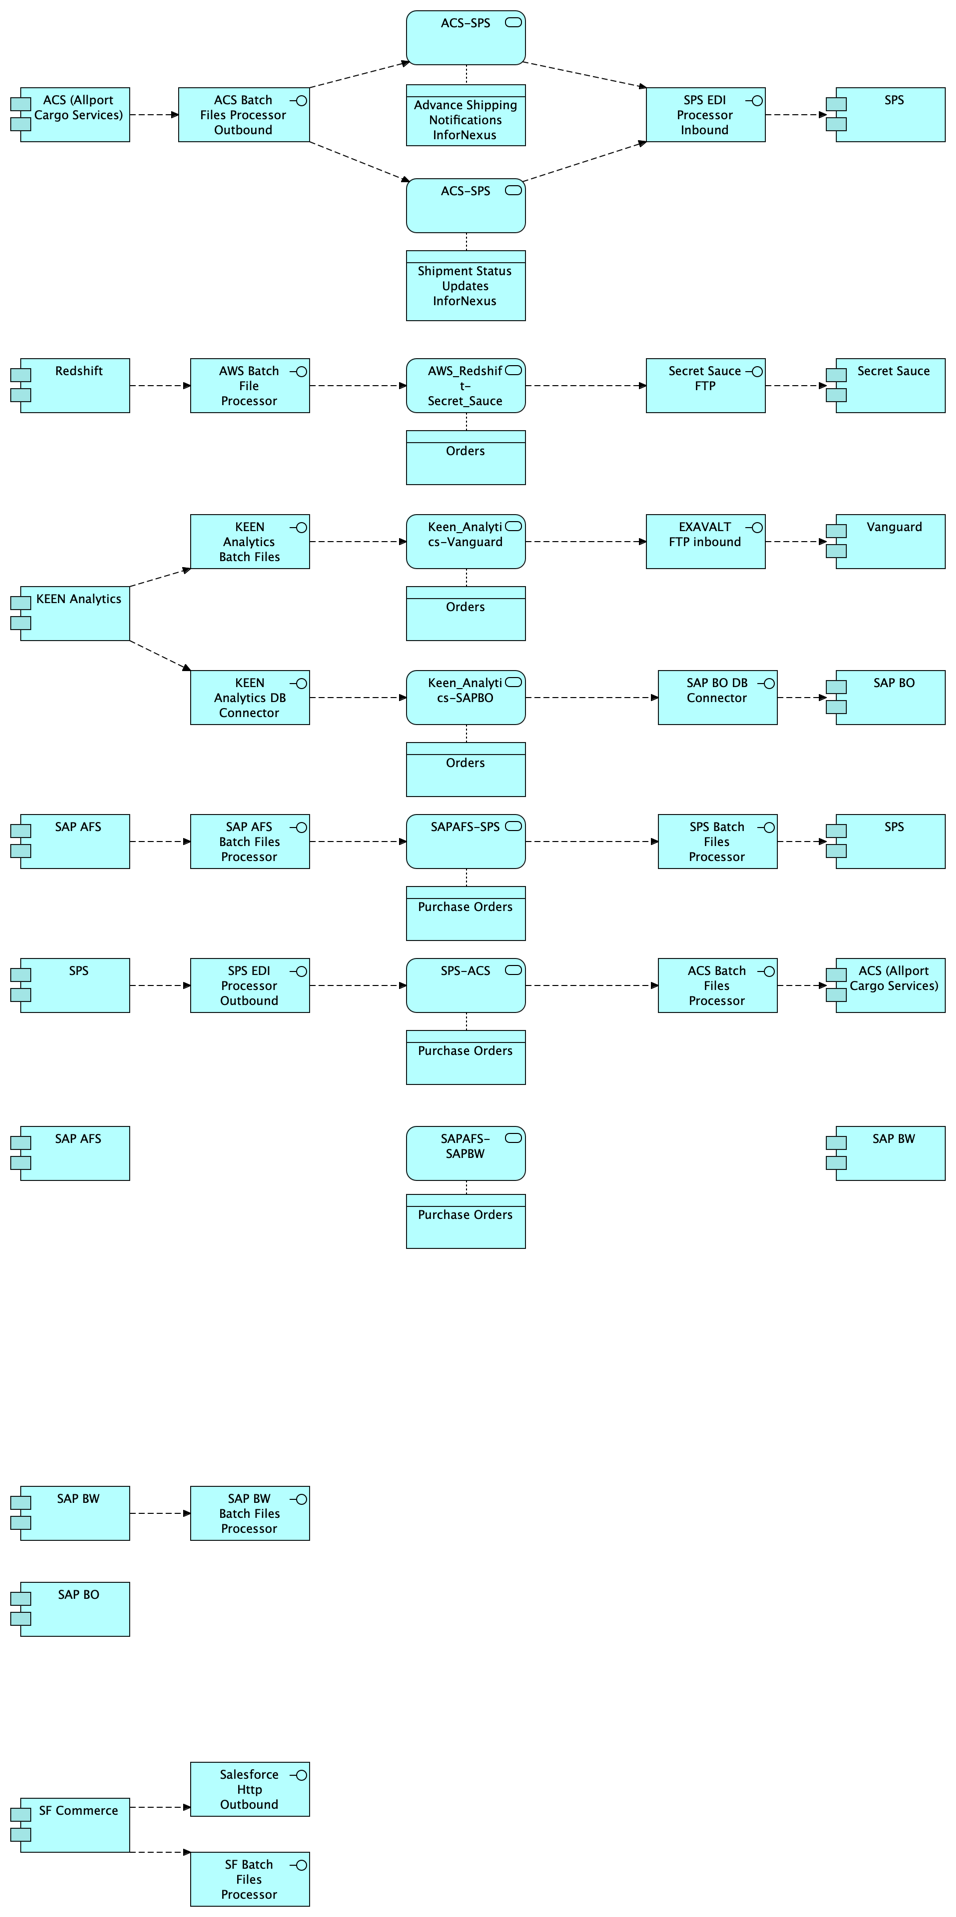 ACS-SPS
ACS (Allport
Cargo Services)
ACS Batch
Files Processor
Outbound
Advance Shipping
Notifications
InforNexus
SPS EDI
Processor
Inbound
SPS
ACS-SPS
Shipment Status
Updates
InforNexus
Redshift
AWS Batch
File
Processor
AWS_Redshif
t-
Secret_Sauce
Secret Sauce
FTP
Secret Sauce
Orders
KEEN
Analytics
Batch Files
Keen_Analyti
cs-Vanguard
EXAVALT
FTP inbound
Vanguard
KEEN Analytics
Orders
KEEN
Analytics DB
Connector
Keen_Analyti
cs-SAPBO
SAP BO DB
Connector
SAP BO
Orders
SAP AFS
SAP AFS
Batch Files
Processor
SAPAFS-SPS
SPS Batch
Files
Processor
SPS
Purchase Orders
SPS
SPS EDI
Processor
Outbound
SPS-ACS
ACS Batch
Files
Processor
ACS (Allport
Cargo Services)
Purchase Orders
SAP AFS
SAPAFS-
SAPBW
SAP BW
Purchase Orders
SAP BW
SAP BW
Batch Files
Processor
SAP BO
Salesforce
Http
Outbound
SF Commerce
SF Batch
Files
Processor